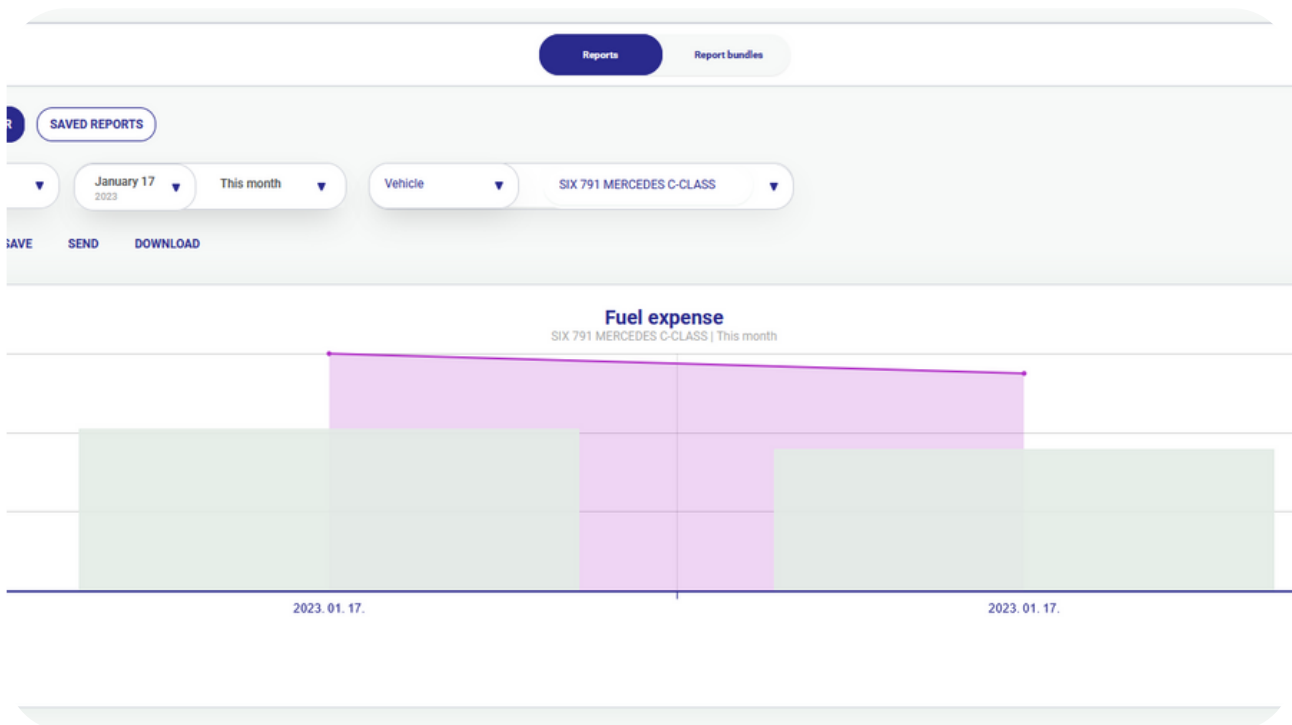 Reports Report bundles
R SAVED REPORTS
January 17 This month Vehicle SIX 791 MERCEDES C-CLASS
2023
SAVE SEND DOWNLOAD
Fuel expense
SIX 791 MERCEDES C-CLASS | This month
2023. 01. 17. 2023. 01. 17.